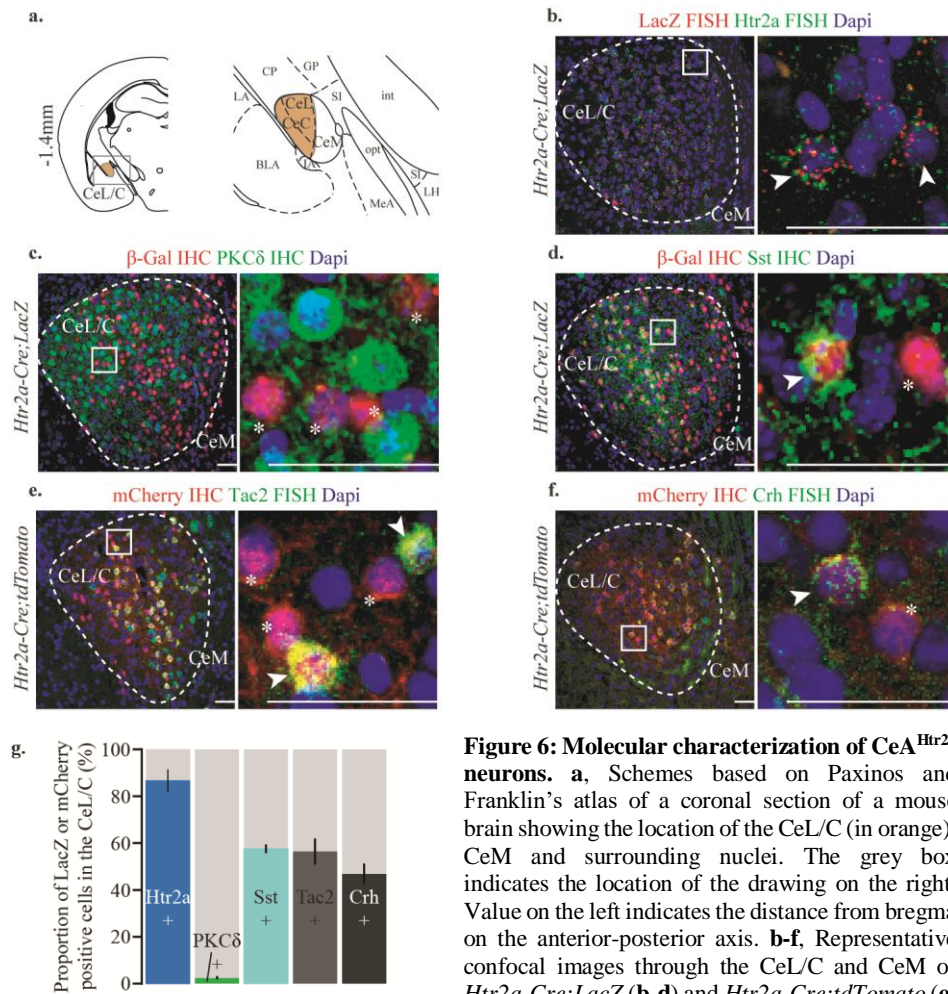 a.
-1.4mm
CeL/C
CP
GP
LA
CeL
SI
int
CeC
CeM
opt
BLA
IA
SI
LH
MeA
b.
LacZ FISH Htr2a FISH Dapi
Htr2a-Cre;LacZ
CeL/C
CeM
c.
β-Gal IHC PKCδ IHC Dapi
Htr2a-Cre;LacZ
CeL/C
CeM
*
*
*
*
d.
β-Gal IHC Sst IHC Dapi
Htr2a-Cre;LacZ
CeL/C
CeM
*
e.
mCherry IHC Tac2 FISH Dapi
Htr2a-Cre;tdTomato
CeL/C
CeM
*
*
*
f.
mCherry IHC Crh FISH Dapi
Htr2a-Cre;tdTomato
CeL/C
CeM
*
g.
Proportion of LacZ or mCherry
positive cells in the CeL/C (%)
100
80
60
40
20
0
Htr2a
+
PKCδ
+
Sst
+
Tac2
+
Crh
+
Figure 6: Molecular characterization of CeA^Htr2
neurons. a, Schemes based on Paxinos and
Franklin's atlas of a coronal section of a mouse
brain showing the location of the CeL/C (in orange)
CeM and surrounding nuclei. The grey box
indicates the location of the drawing on the right
Value on the left indicates the distance from bregma
on the anterior-posterior axis. b-f, Representative
confocal images through the CeL/C and CeM o
Htr2a-Cre;LacZ (b-d) and Htr2a-Cre;tdTomato (e